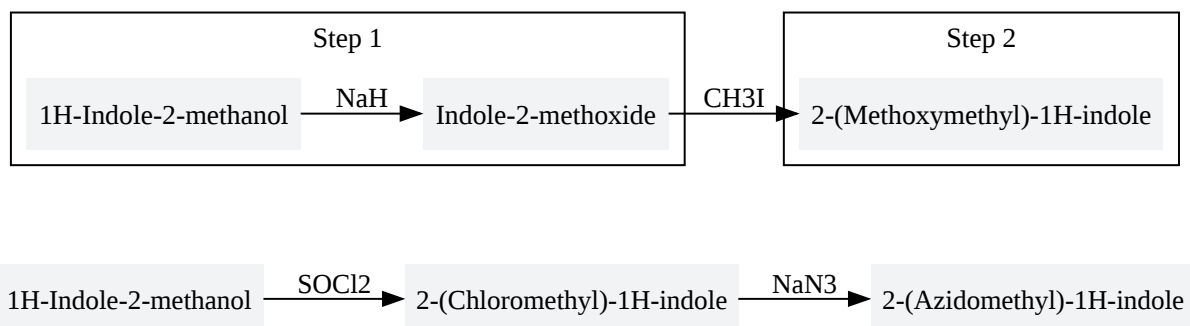 Step 1
Step 2
1H-Indole-2-methanol
NaH
Indole-2-methoxide
CH3I
2-(Methoxymethyl)-1H-indole
1H-Indole-2-methanol
SOCl2
2-(Chloromethyl)-1H-indole
NaN3
2-(Azidomethyl)-1H-indole